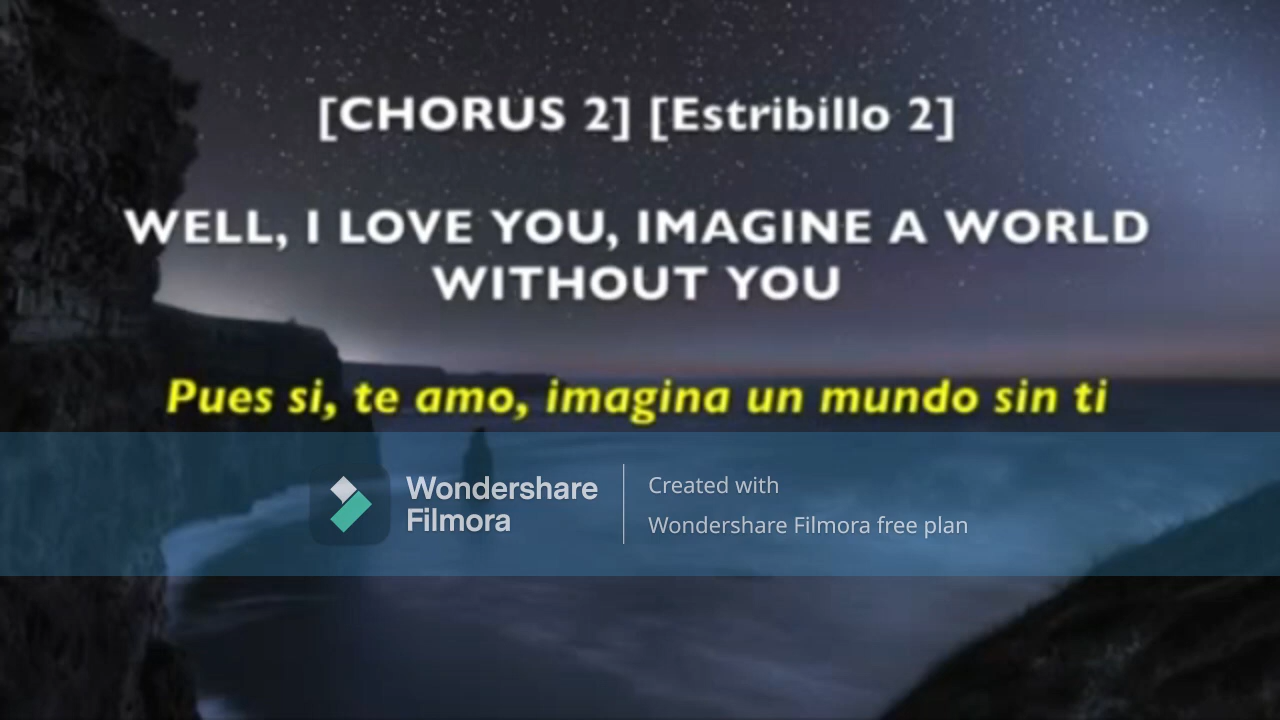 [CHORUS 2] [Estribillo 2]
WELL, I LOVE YOU, IMAGINE A WORLD
WITHOUT YOU
Pues si, te amo, imagina un mundo sin ti
Wondershare
Filmora
Created with
Wondershare Filmora free plan